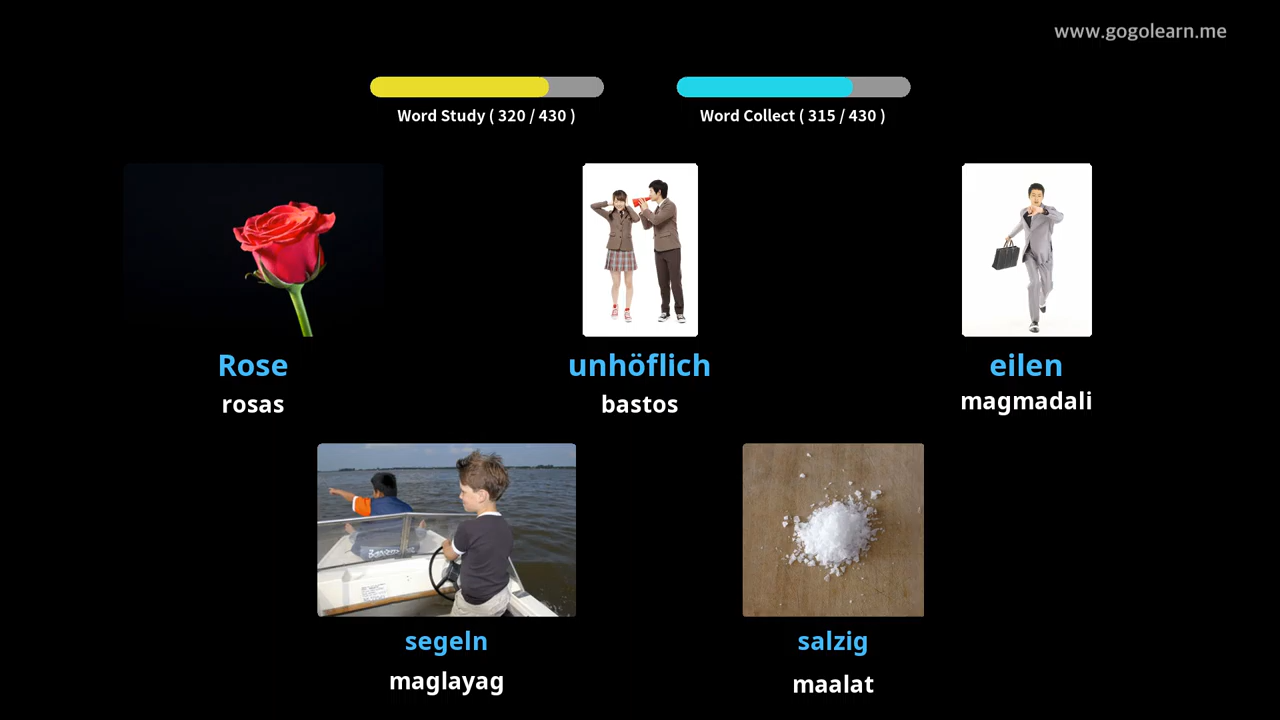 www.gogolearn.me
Word Study ( 320 / 430 )
Word Collect ( 315 / 430 )
Rose
rosas
unhöflich
bastos
eilen
magmadali
segeln
maglayag
salzig
maalat